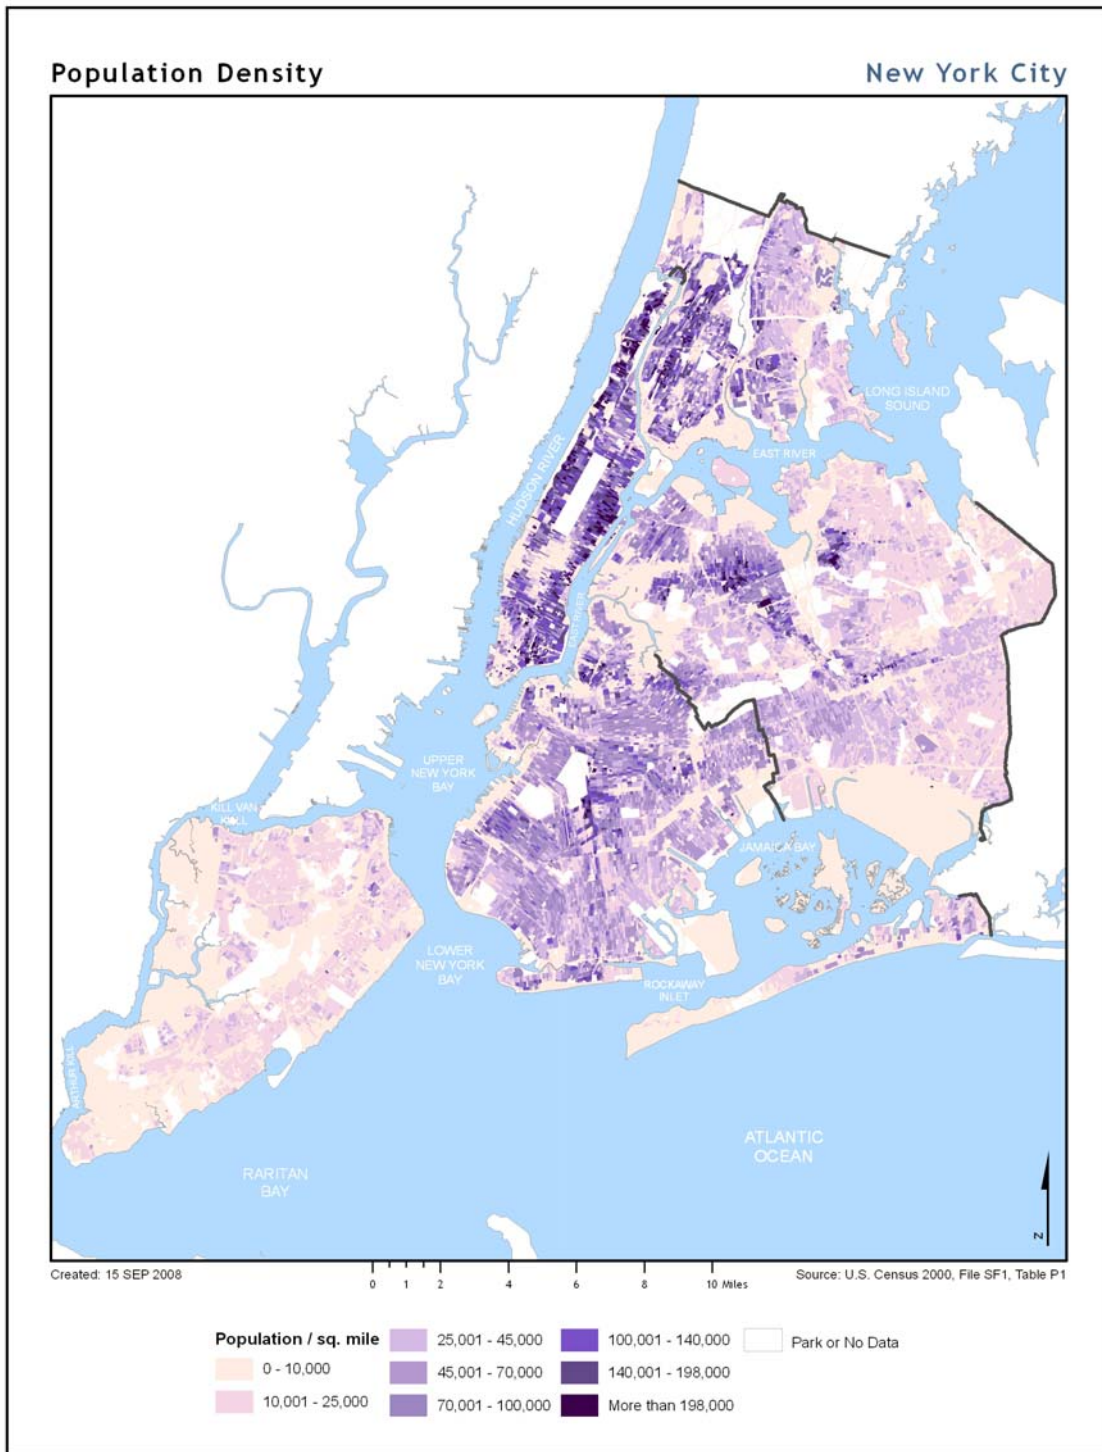 Population Density
New York City
HUDSON RIVER
LONG ISLAND
SOUND
EAST RIVER
EAST RIVER
UPPER
NEW YORK
BAY
KILL VAN
KULL
JAMAICA BAY
LOWER
NEW YORK
BAY
ROCKAWAY
INLET
ARTHUR KILL
ATLANTIC
OCEAN
RARITAN
BAY
N
Created: 15 SEP 2008
0 1 2 4 6 8 10 Miles
Source: U.S. Census 2000, File SF1, Table P1
Population / sq. mile
0 - 10,000
10,001 - 25,000
25,001 - 45,000
45,001 - 70,000
70,001 - 100,000
100,001 - 140,000
140,001 - 198,000
More than 198,000
Park or No Data